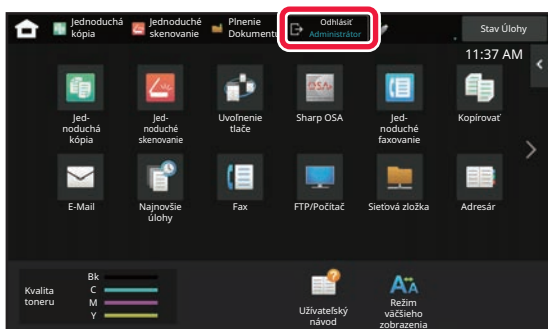 Jednoduchá
kópia
Jednoduché
skenovanie
Plnenie
Dokumentu
Odhlásiť
Administrátor
Stav Úlohy
11:37 AM
Jed-
noduchá
kópia
Jed-
noduché
skenovanie
Uvoľnenie
tlače
Sharp OSA
Jed-
noduché
faxovanie
Kopírovať
E-Mail
Najnovšie
úlohy
Fax
FTP/Počítač
Sieťová zložka
Adresár
Kvalita
toneru
Bk
C
M
Y
Užívateľský
návod
Režim
väčšieho
zobrazenia